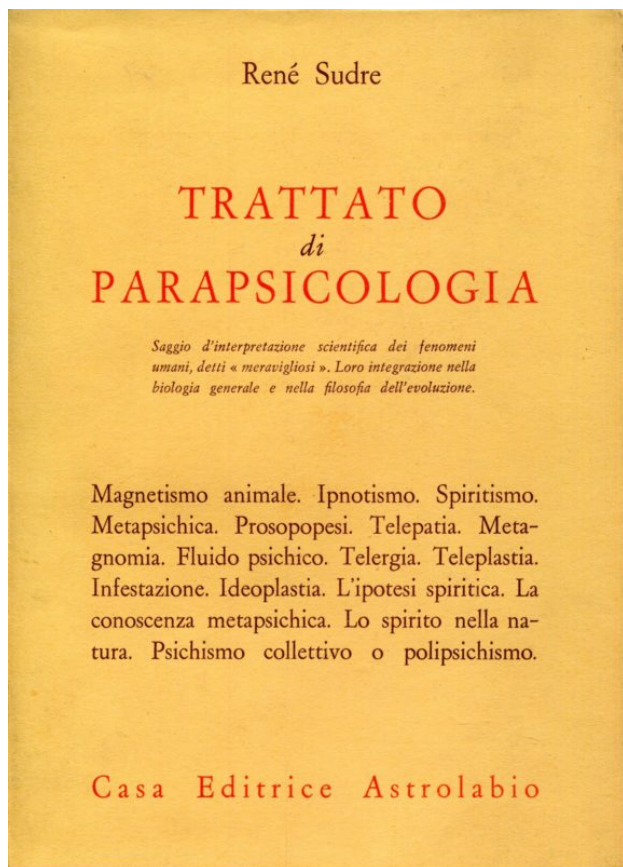 René Sudre
TRATTATO
di
PARAPSICOLOGIA
Saggio d'interpretazione scientifica dei fenomeni
umani, detti « meravigliosi ». Loro integrazione nella
biologia generale e nella filosofia dell'evoluzione.
Magnetismo animale. Ipnotismo. Spiritismo.
Metapsichica. Prosopopesi. Telepatia. Meta-
gnomia. Fluido psichico. Telergia. Teleplastia.
Infestazione. Ideoplastia. L'ipotesi spiritica. La
conoscenza metapsichica. Lo spirito nella na-
tura. Psichismo collettivo o polipsichismo.
Casa Editrice Astrolabio